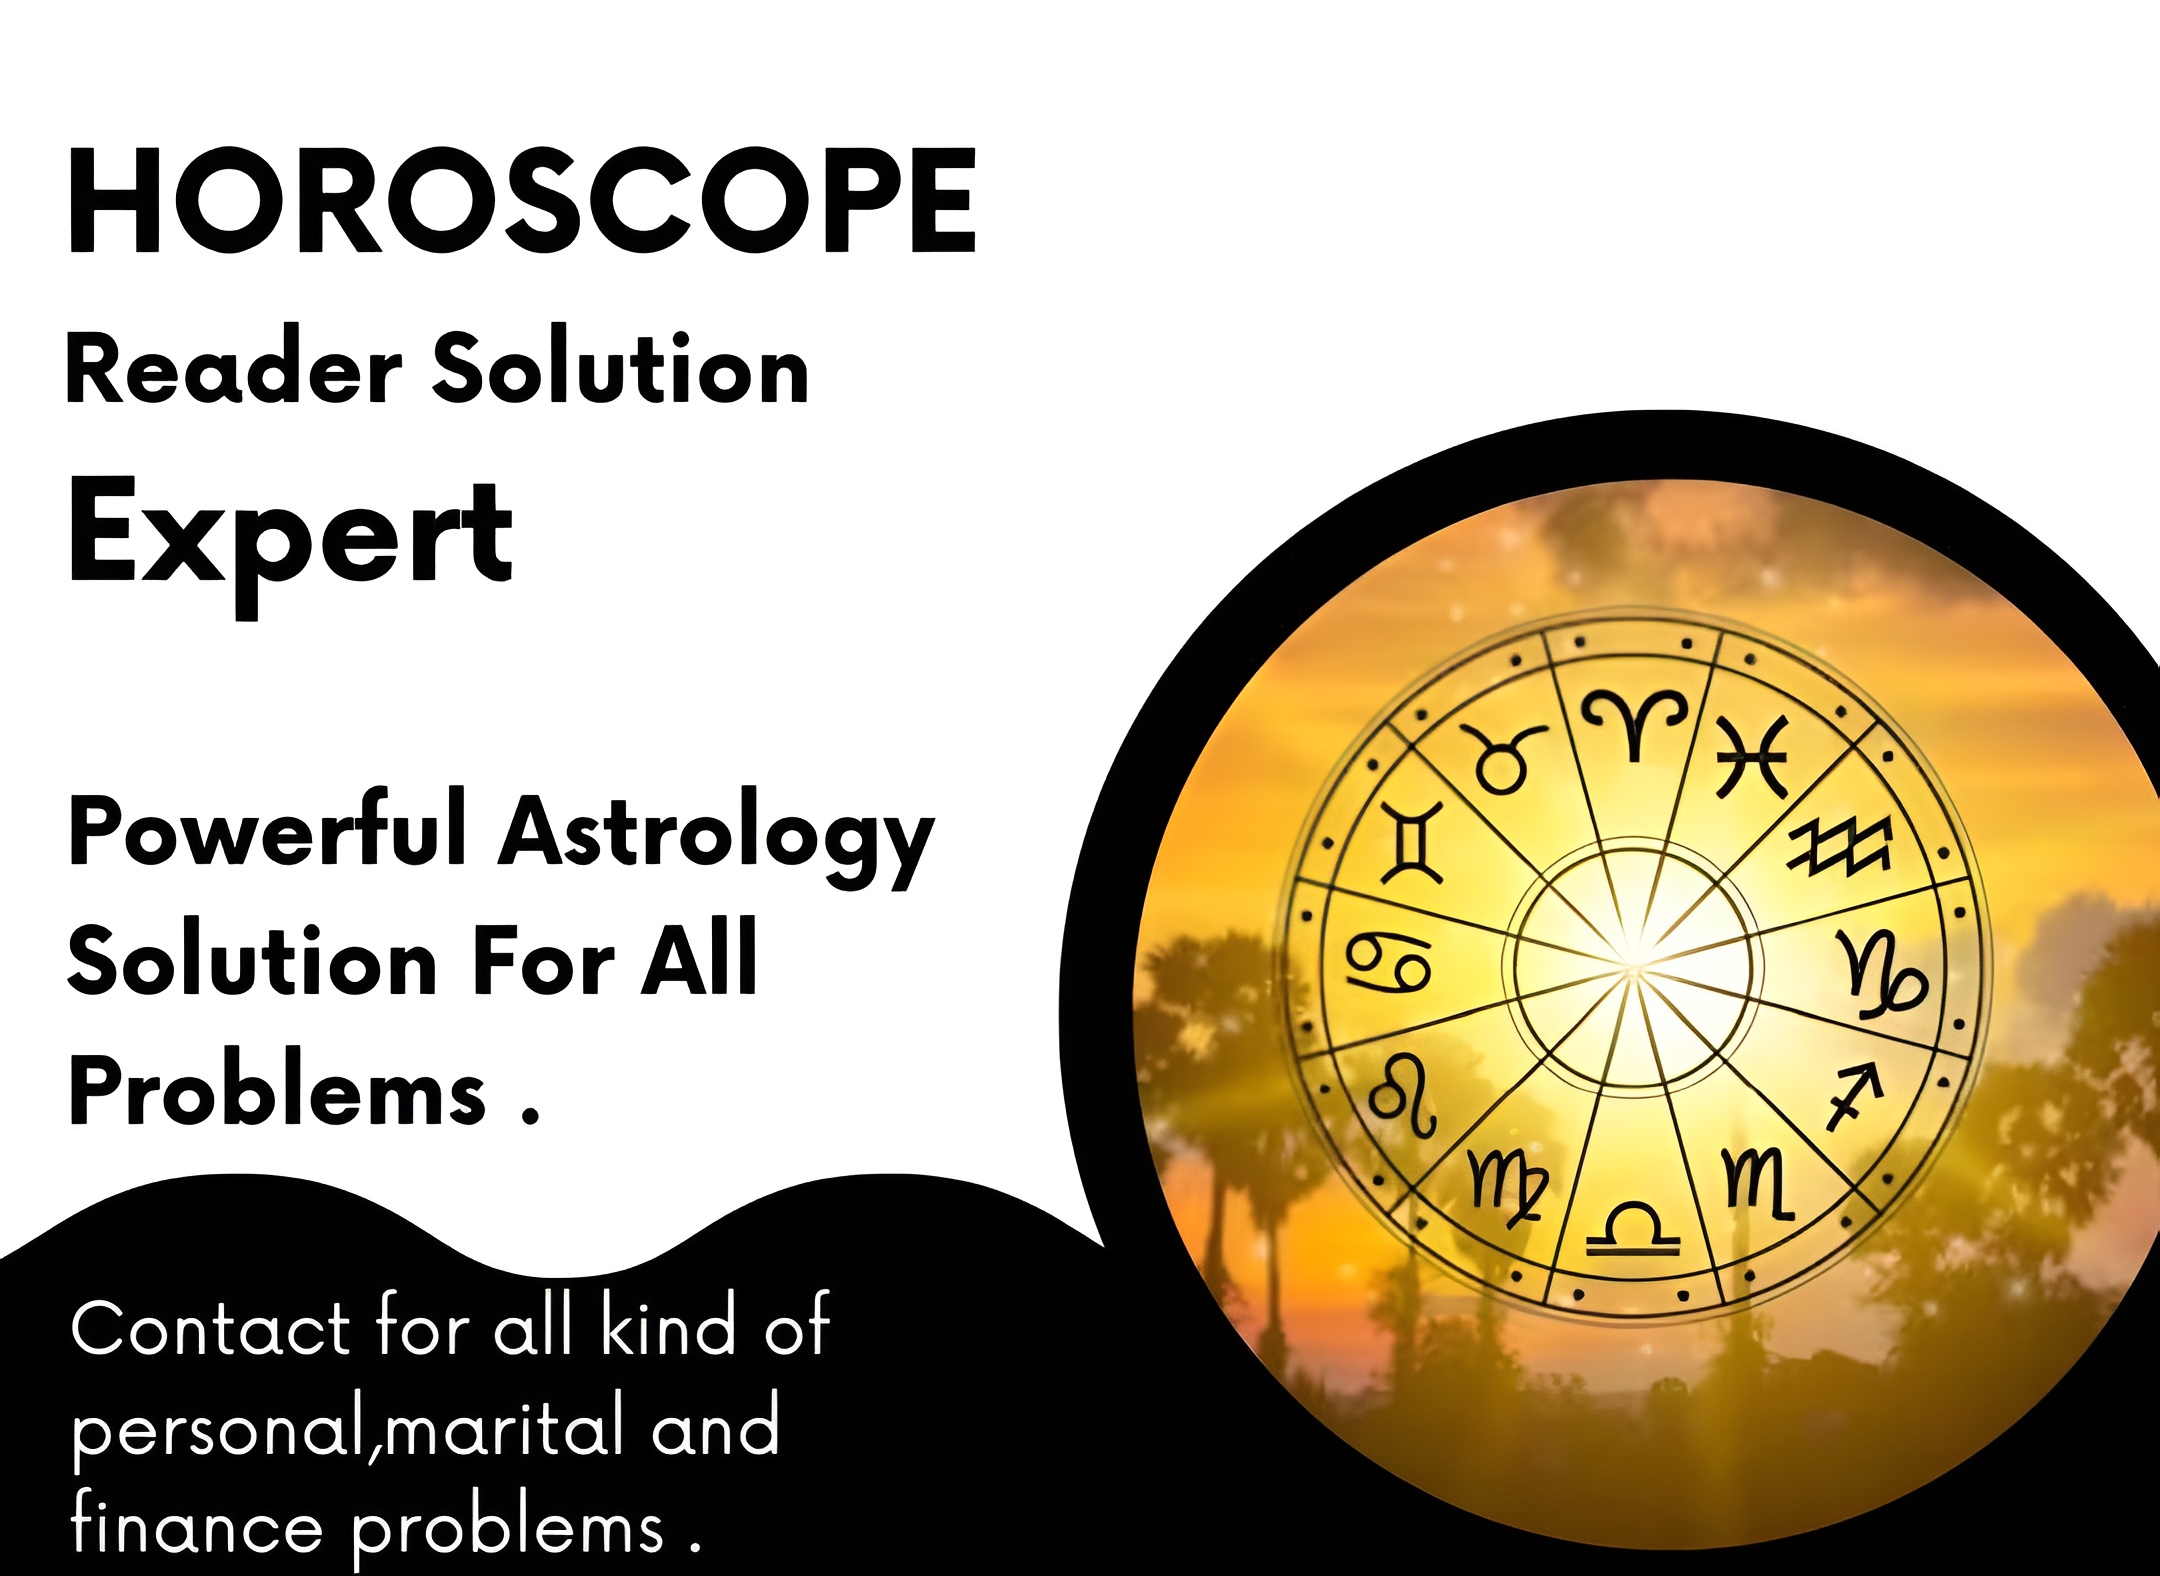 HOROSCOPE
Reader Solution
Expert
Powerful Astrology
Solution For All
Problems .
Contact for all kind of
personal,marital and
finance problems .